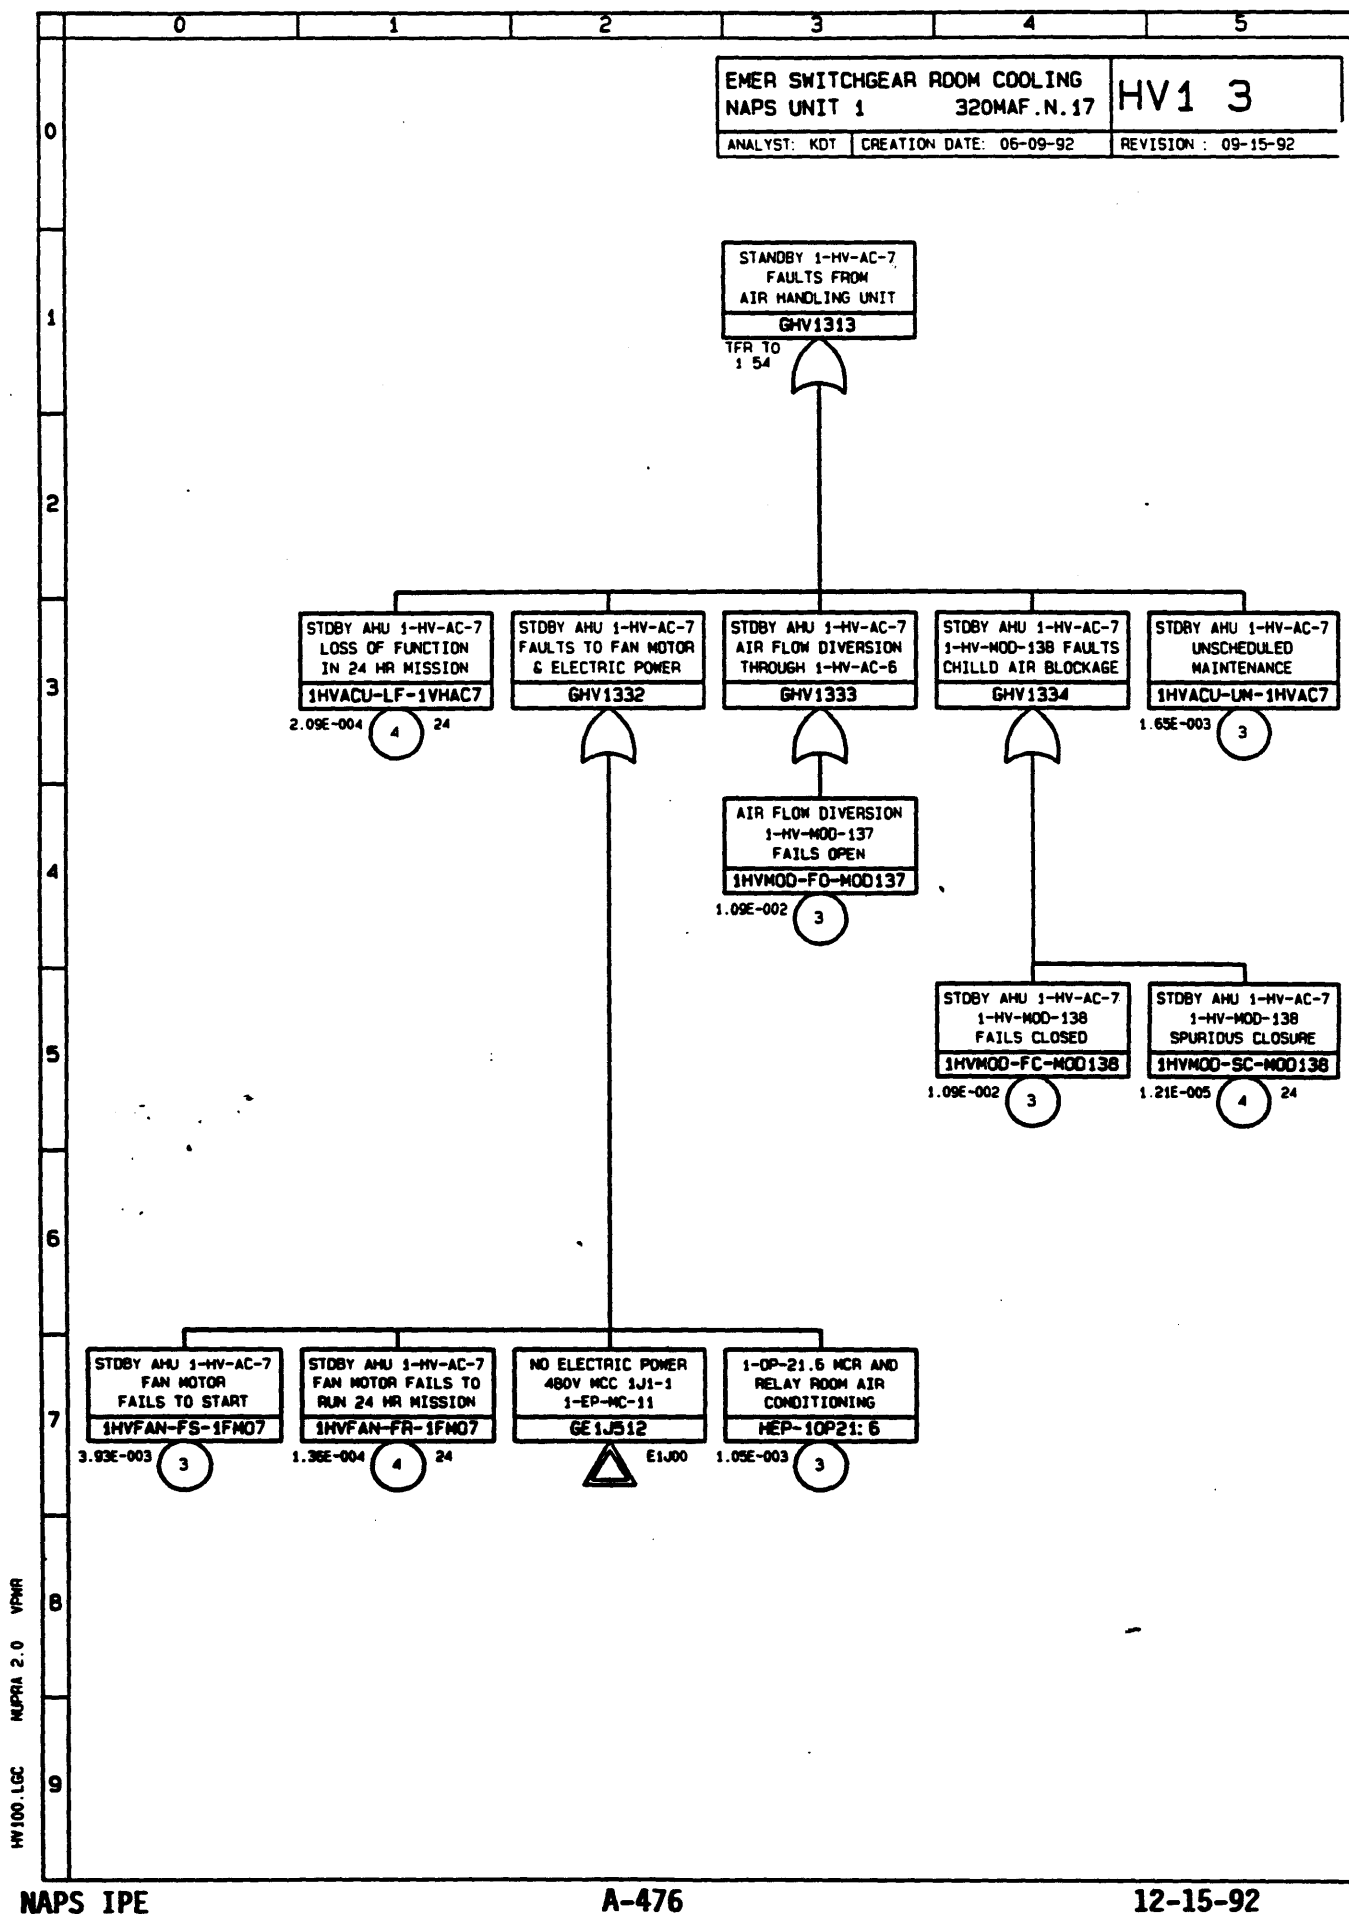 0 1 2 3 4 5
EMER SWITCHGEAR ROOM COOLING
NAPS UNIT 1 320MAF.N.17
HV1 3
ANALYST: KDT CREATION DATE: 06-09-92 REVISION : 09-15-92
0
STANDBY 1-HV-AC-7
FAULTS FROM
AIR HANDLING UNIT
GHV1313
TFR TO
1 54
1
2
3
STDBY AHU 1-HV-AC-7
LOSS OF FUNCTION
IN 24 HR MISSION
1HVACU-LF-1VHAC7
2.09E-004 4 24
STDBY AHU 1-HV-AC-7
FAULTS TO FAN MOTOR
& ELECTRIC POWER
GHV1332
STDBY AHU 1-HV-AC-7
AIR FLOW DIVERSION
THROUGH 1-HV-AC-6
GHV1333
STDBY AHU 1-HV-AC-7
1-HV-MOD-138 FAULTS
CHILLD AIR BLOCKAGE
GHV1334
STDBY AHU 1-HV-AC-7
UNSCHEDULED
MAINTENANCE
1HVACU-UM-1HVAC7
1.65E-003 3
4
AIR FLOW DIVERSION
1-HV-MOD-137
FAILS OPEN
1HVMOD-FO-MOD137
1.09E-002 3
5
STDBY AHU 1-HV-AC-7
1-HV-MOD-138
FAILS CLOSED
1HVMOD-FC-MOD138
1.09E-002 3
STDBY AHU 1-HV-AC-7
1-HV-MOD-138
SPURIOUS CLOSURE
1HVMOD-SC-MOD138
1.21E-005 4 24
6
7
STDBY AHU 1-HV-AC-7
FAN MOTOR
FAILS TO START
1HVFAN-FS-1FM07
3.93E-003 3
STDBY AHU 1-HV-AC-7
FAN MOTOR FAILS TO
RUN 24 HR MISSION
1HVFAN-FR-1FM07
1.36E-004 4 24
NO ELECTRIC POWER
480V MCC 1J1-1
1-EP-MC-11
GE1J512
E1J00
1-OP-21.6 MCR AND
RELAY ROOM AIR
CONDITIONING
HEP-1OP21:6
1.05E-003 3
8
9
HV100.LGC NUPRA 2.0 VPWR
NAPS IPE A-476 12-15-92